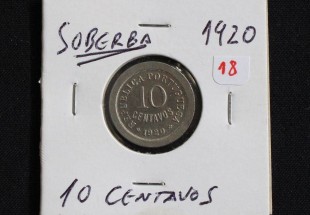 SOBERBA 1920
18
REPUBLICA PORTUGUESA
10
CENTAVOS
1920
10 CENTAVOS